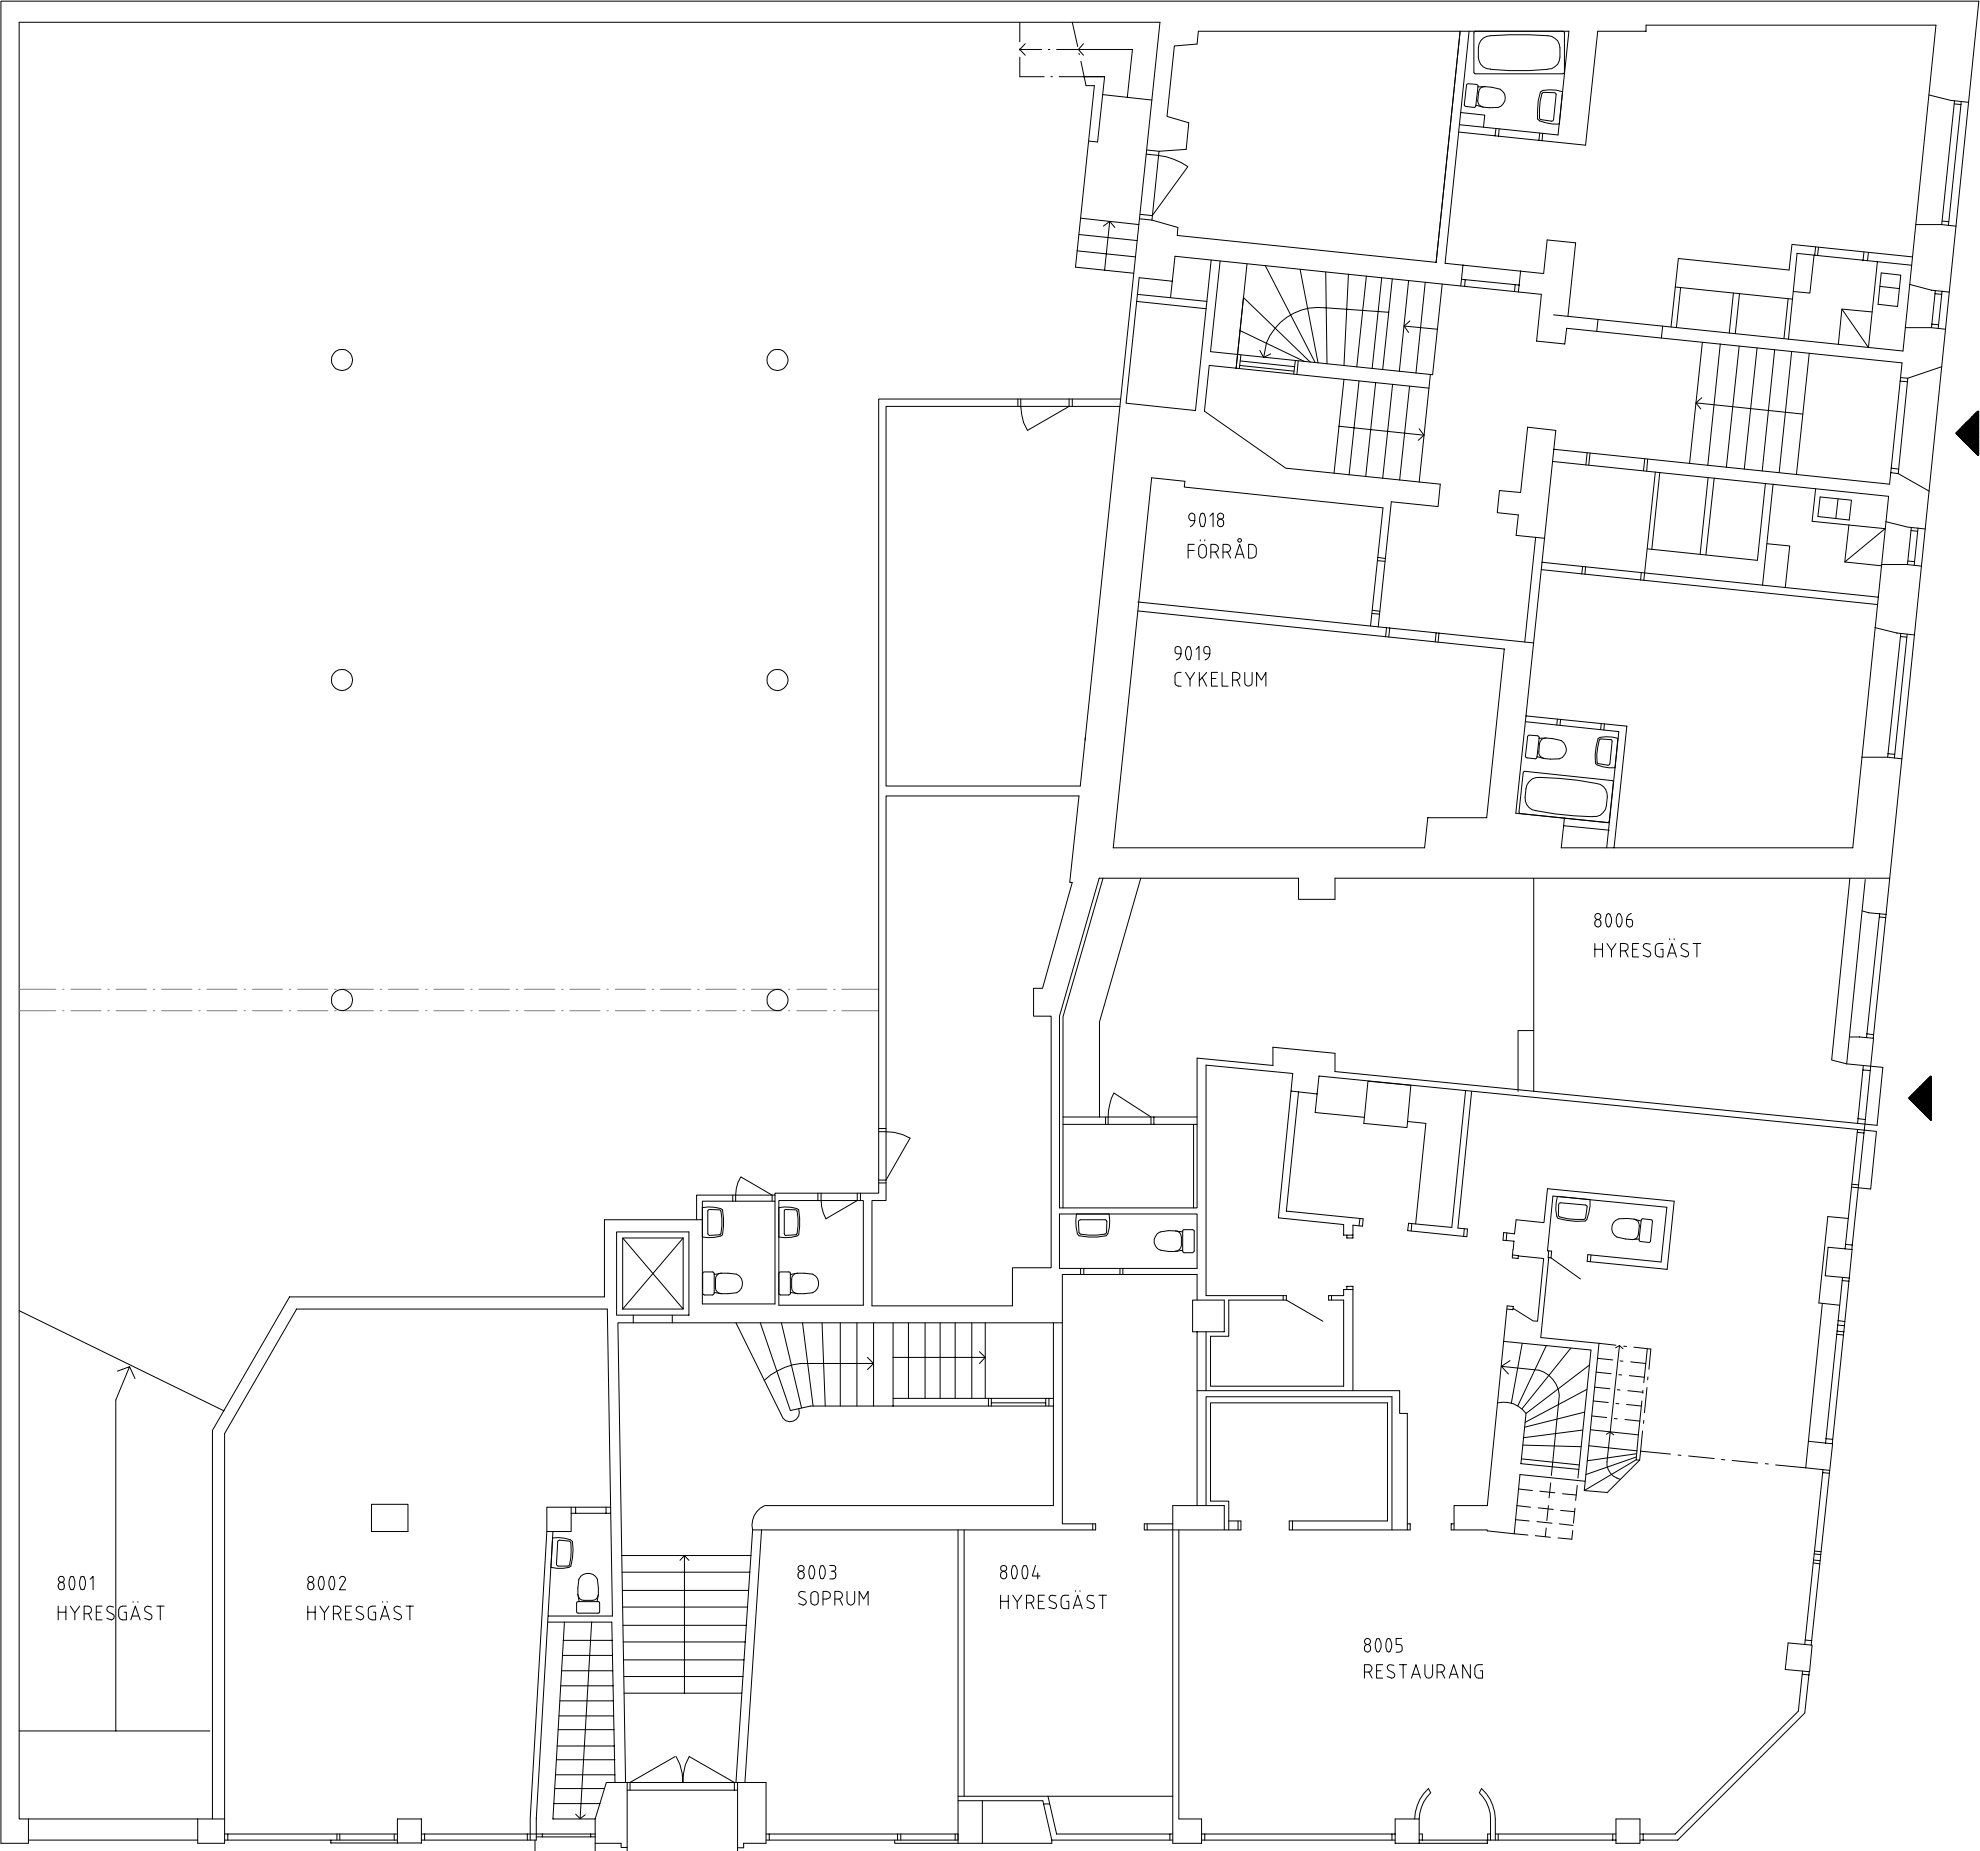 9018
FÖRRÅD
9019
CYKELRUM
8006
HYRESGÄST
8001
HYRESGÄST
8002
HYRESGÄST
8003
SOPRUM
8004
HYRESGÄST
8005
RESTAURANG